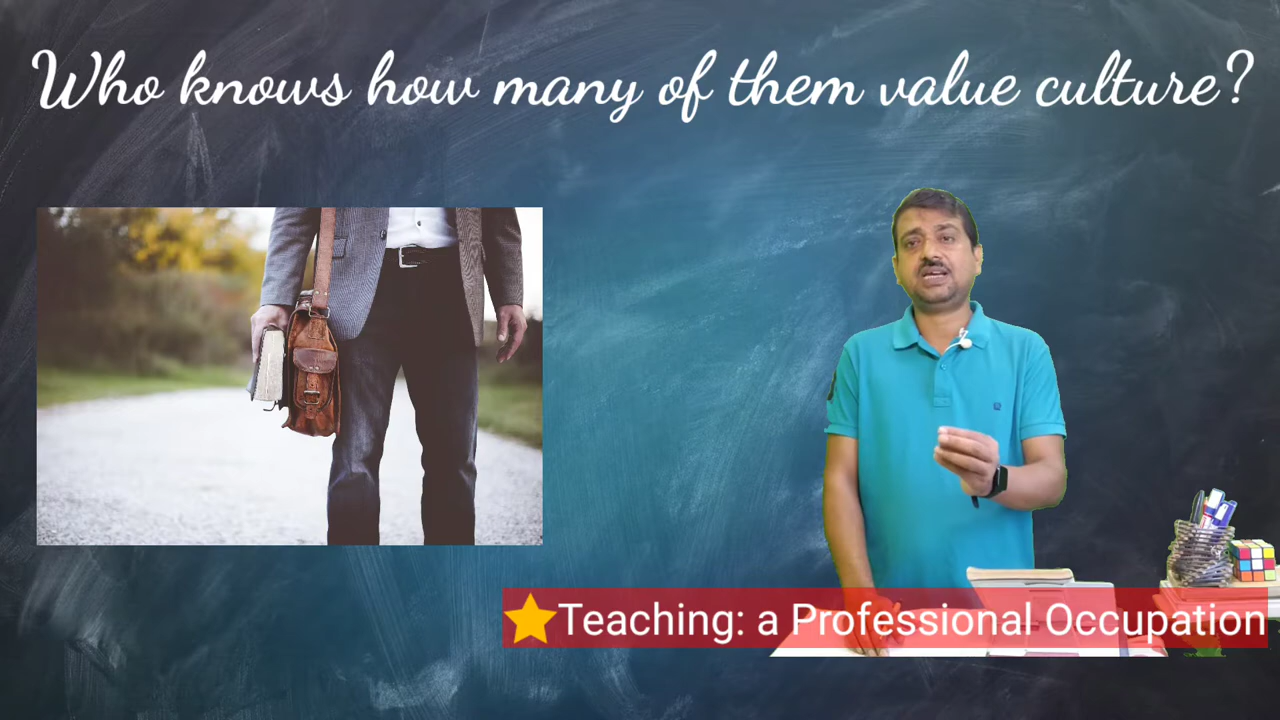 Who knows how many of them value culture?
Teaching: a Professional Occupation